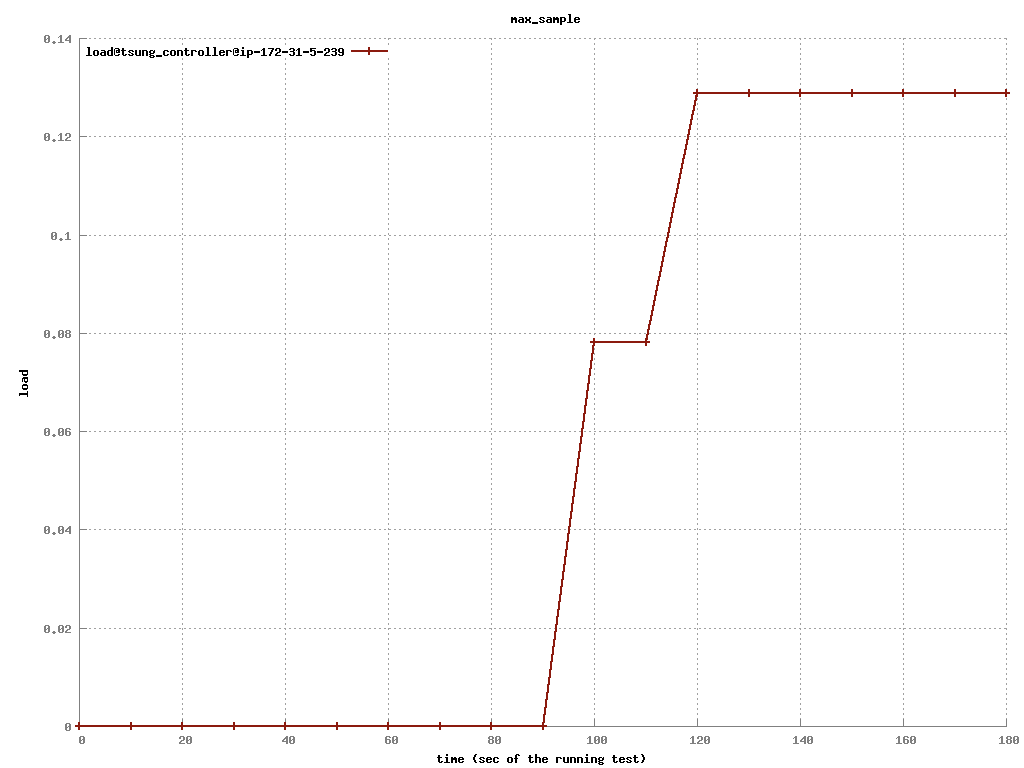 max_sample
load@tsung_controller@ip-172-31-5-239
0.14
0.12
0.1
0.08
0.06
0.04
0.02
0
load
0 20 40 60 80 100 120 140 160 180
time (sec of the running test)